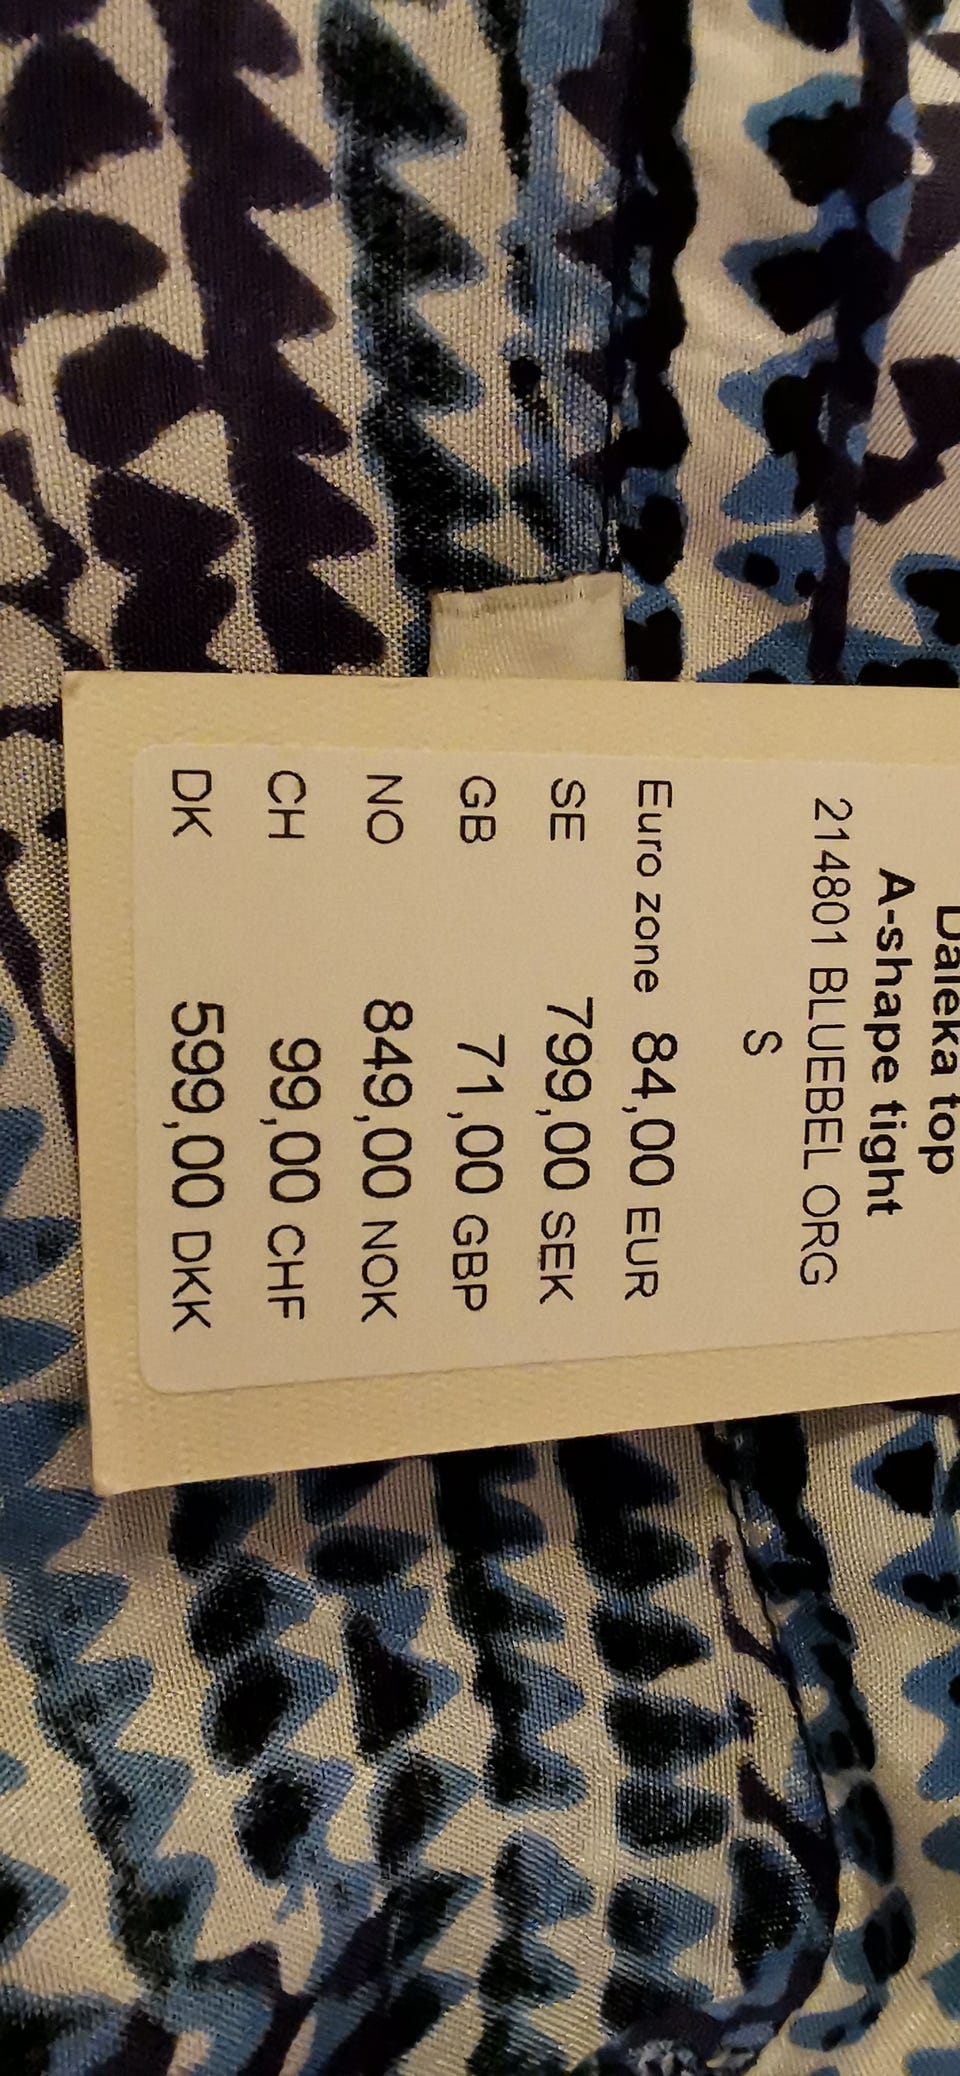 Daleka top
A-shape tight
214801 BLUEBEL ORG
S
Euro zone 84,00 EUR
SE 799,00 SEK
GB 71,00 GBP
NO 849,00 NOK
CH 99,00 CHF
DK 599,00 DKK